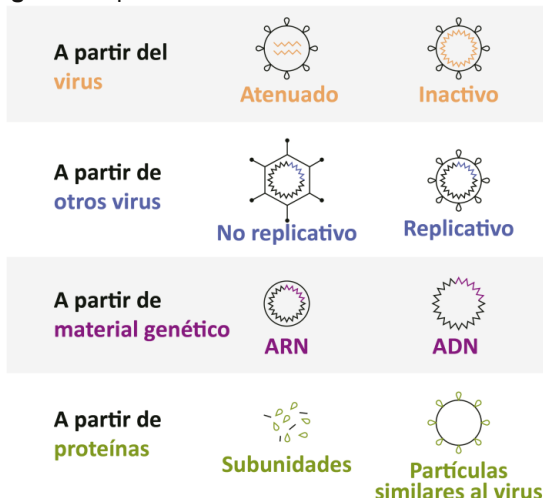 A partir del
virus
Atenuado
Inactivo
A partir de
otros virus
No replicativo
Replicativo
A partir de
material genético
ARN
ADN
A partir de
proteínas
Subunidades
Partículas
similares al virus